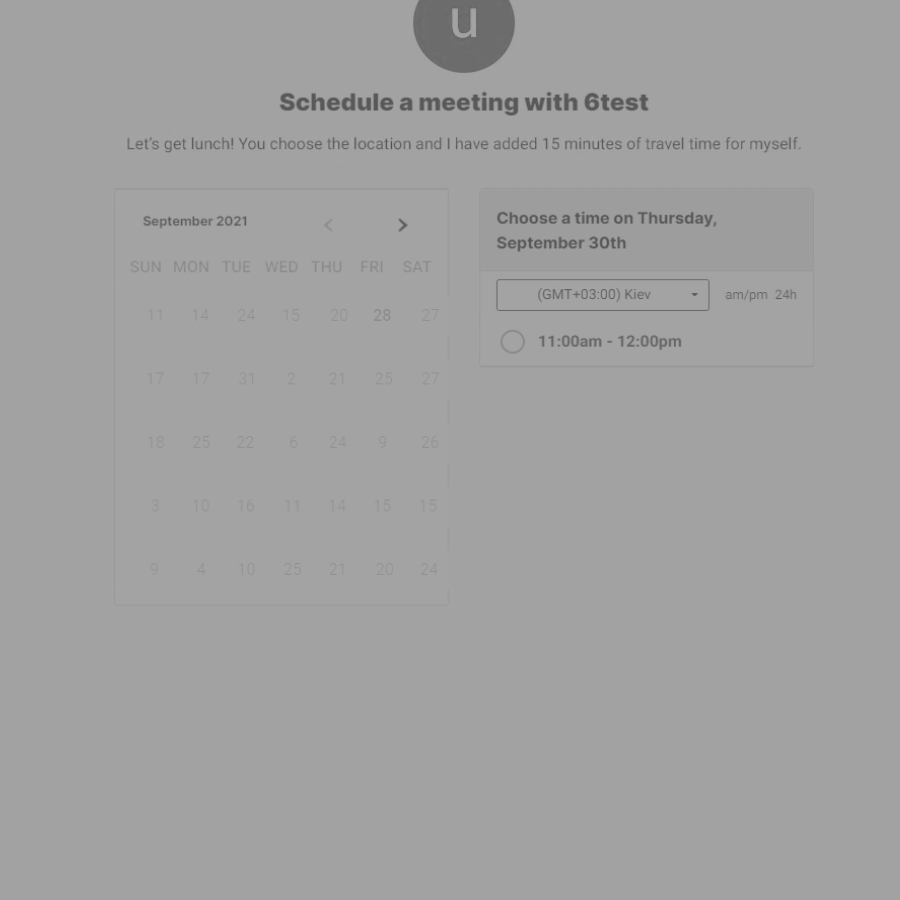 u
Schedule a meeting with 6test
Let's get lunch! You choose the location and I have added 15 minutes of travel time for myself.
September 2021
SUN MON TUE WED THU FRI SAT
11 14 24 15 20 28 27
17 17 31 2 21 25 27
18 25 22 6 24 9 26
3 10 16 11 14 15 15
9 4 10 25 21 20 24
Choose a time on Thursday,
September 30th
(GMT+03:00) Kiev am/pm 24h
11:00am - 12:00pm